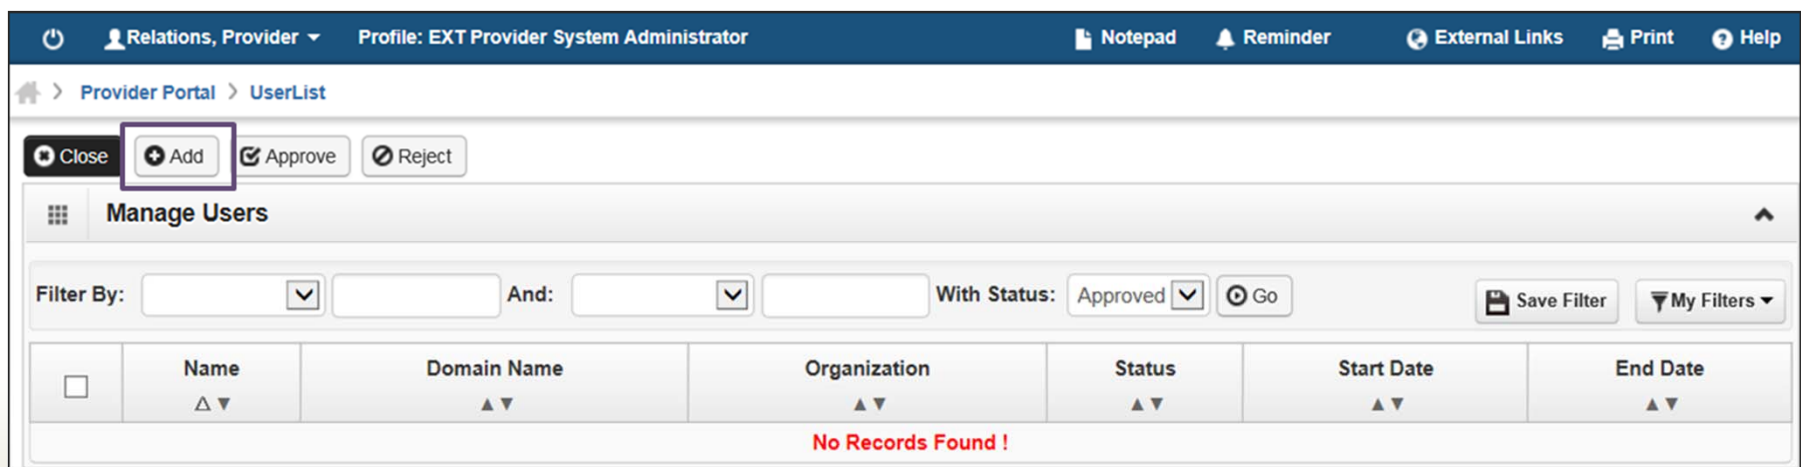 Relations, Provider Profile: EXT Provider System Administrator Notepad Reminder External Links Print Help
Provider Portal > UserList
Close Add Approve Reject
Manage Users
Filter By: And: With Status: Approved Go Save Filter My Filters
Name Domain Name Organization Status Start Date End Date
No Records Found !